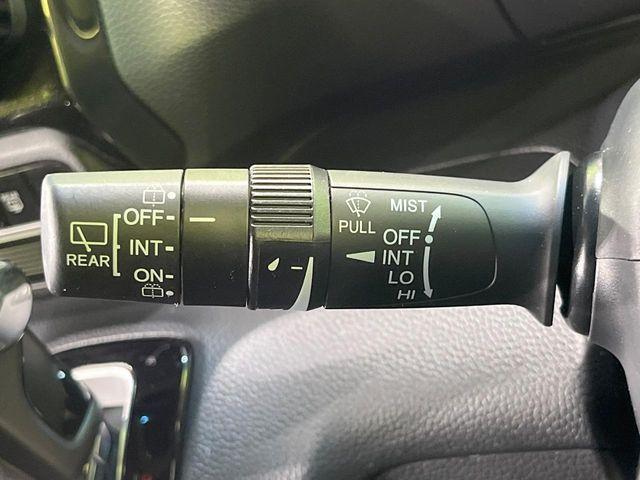 REAR
OFF
INT
ON
PULL
MIST
OFF
INT
LO
HI